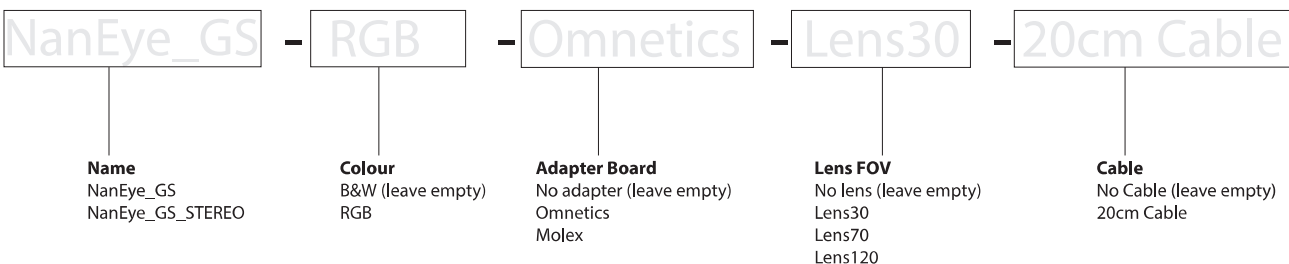 NanEye_GS - RGB - Omnetics - Lens30 - 20cm Cable
Name
NanEye_GS
NanEye_GS_STEREO
Colour
B&W (leave empty)
RGB
Adapter Board
No adapter (leave empty)
Omnetics
Molex
Lens FOV
No lens (leave empty)
Lens30
Lens70
Lens120
Cable
No Cable (leave empty)
20cm Cable